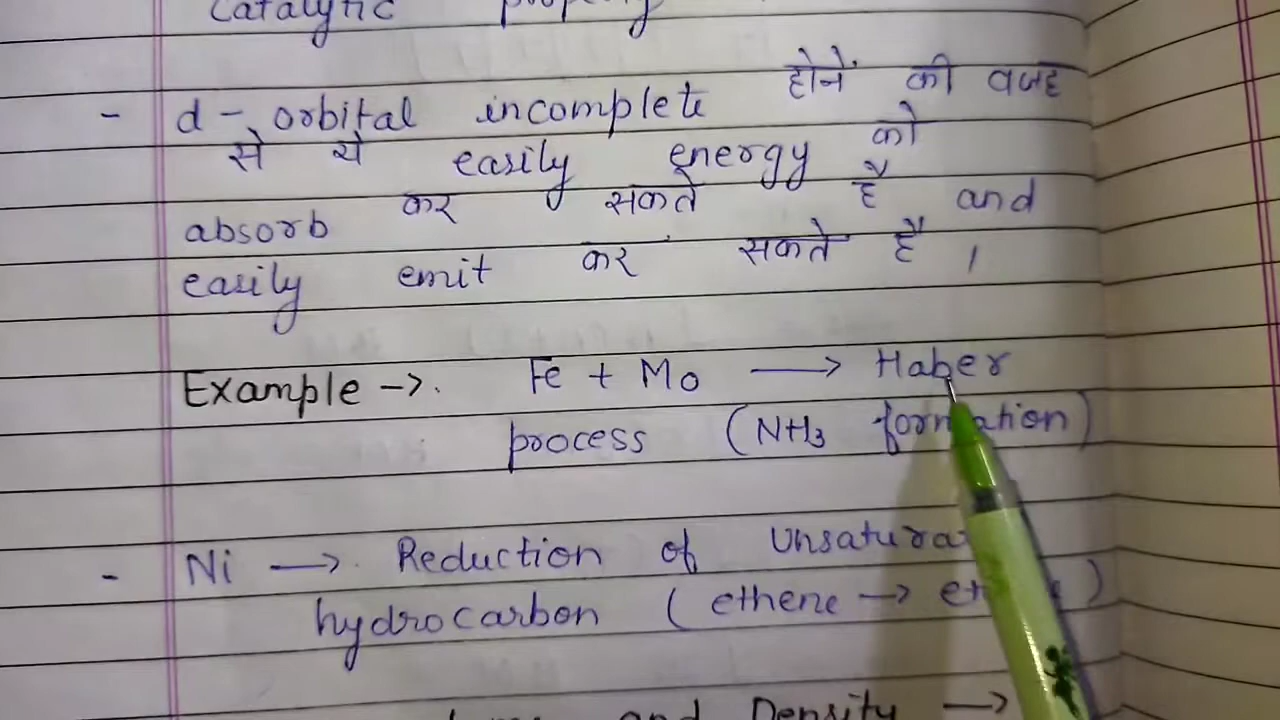 Catalytic property
- d - orbital incomplete होनें की वजह
से ये easily energy को
absorb कर सकते है and
easily emit कर सकते हैं ।
Example →. Fe + Mo → Haber
process (NH3 formation)
- Ni →. Reduction of
hydrocarbon (ethene → )
and Density →